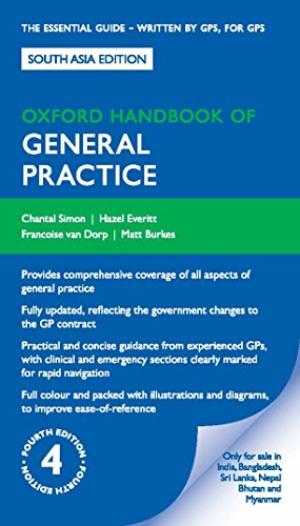 THE ESSENTIAL GUIDE – WRITTEN BY GPS, FOR GPS
SOUTH ASIA EDITION
OXFORD HANDBOOK OF
GENERAL
PRACTICE
Chantal Simon | Hazel Everitt
Francoise van Dorp | Matt Burkes
Provides comprehensive coverage of all aspects of
general practice
Fully updated, reflecting the government changes to
the GP contract
Practical and concise guidance from experienced GPs,
with clinical and emergency sections clearly marked
for rapid navigation
Full colour and packed with illustrations and diagrams,
to improve ease-of-reference
FOURTH EDITION • FOURTH EDITION •
4
Only for sale in
India, Bangladesh,
Sri Lanka, Nepal
Bhutan and
Myanmar